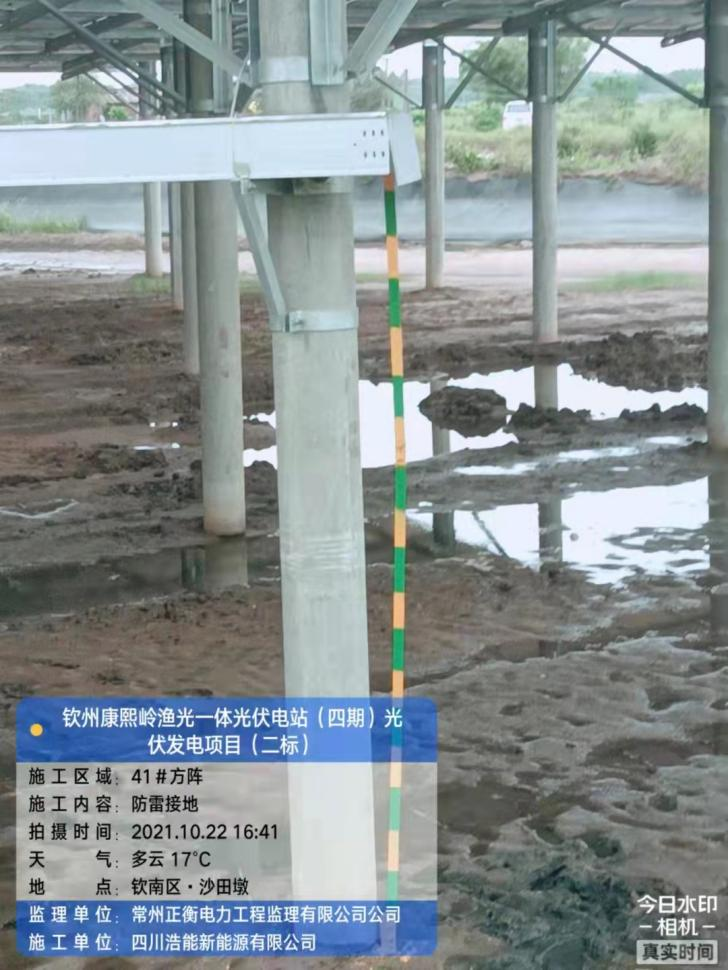 钦州康熙岭渔光一体光伏电站（四期）光
伏发电项目（二标）
施工区域：41#方阵
施工内容：防雷接地
拍摄时间：2021.10.22 16:41
天气：多云 17℃
地点：钦南区·沙田墩
监理单位：常州正衡电力工程监理有限公司公司
施工单位：四川浩能新能源有限公司
今日水印
-相机-
真实时间